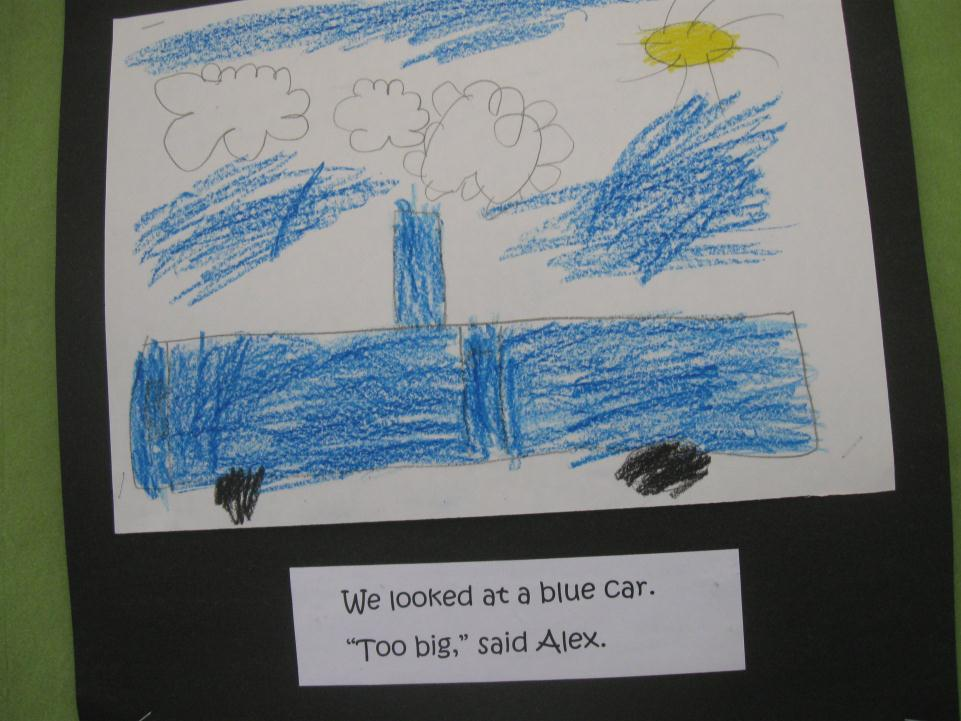 We looked at a blue car.
“Too big,” said Alex.